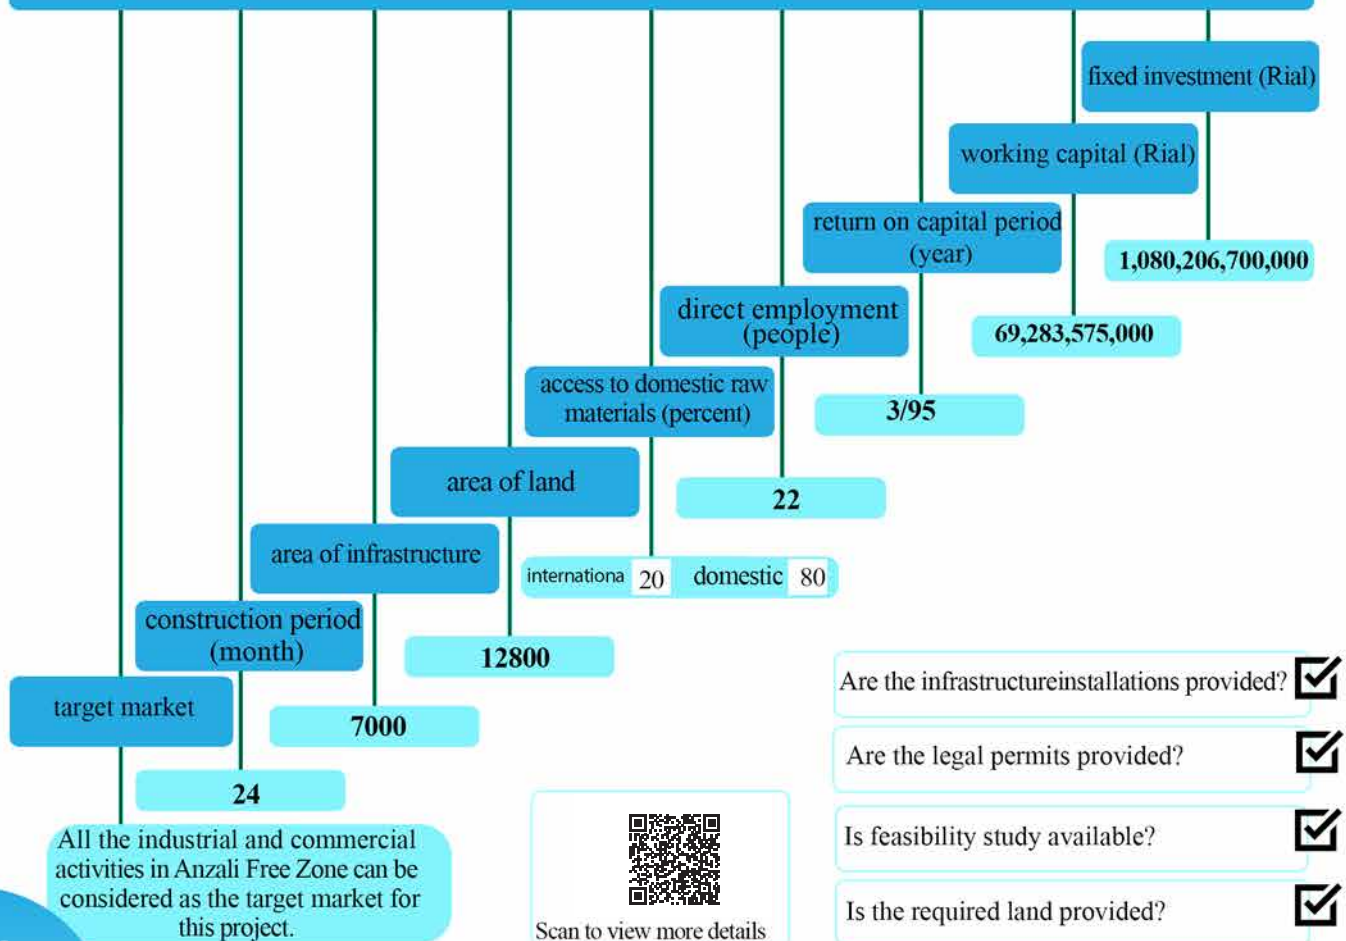 fixed investment (Rial)
1,080,206,700,000
working capital (Rial)
69,283,575,000
return on capital period
(year)
3/95
direct employment
(people)
22
access to domestic raw
materials (percent)
internationa 20 domestic 80
area of land
12800
area of infrastructure
7000
construction period
(month)
24
target market
All the industrial and commercial
activities in Anzali Free Zone can be
considered as the target market for
this project.
Scan to view more details
Are the infrastructureinstallations provided?
Are the legal permits provided?
Is feasibility study available?
Is the required land provided?